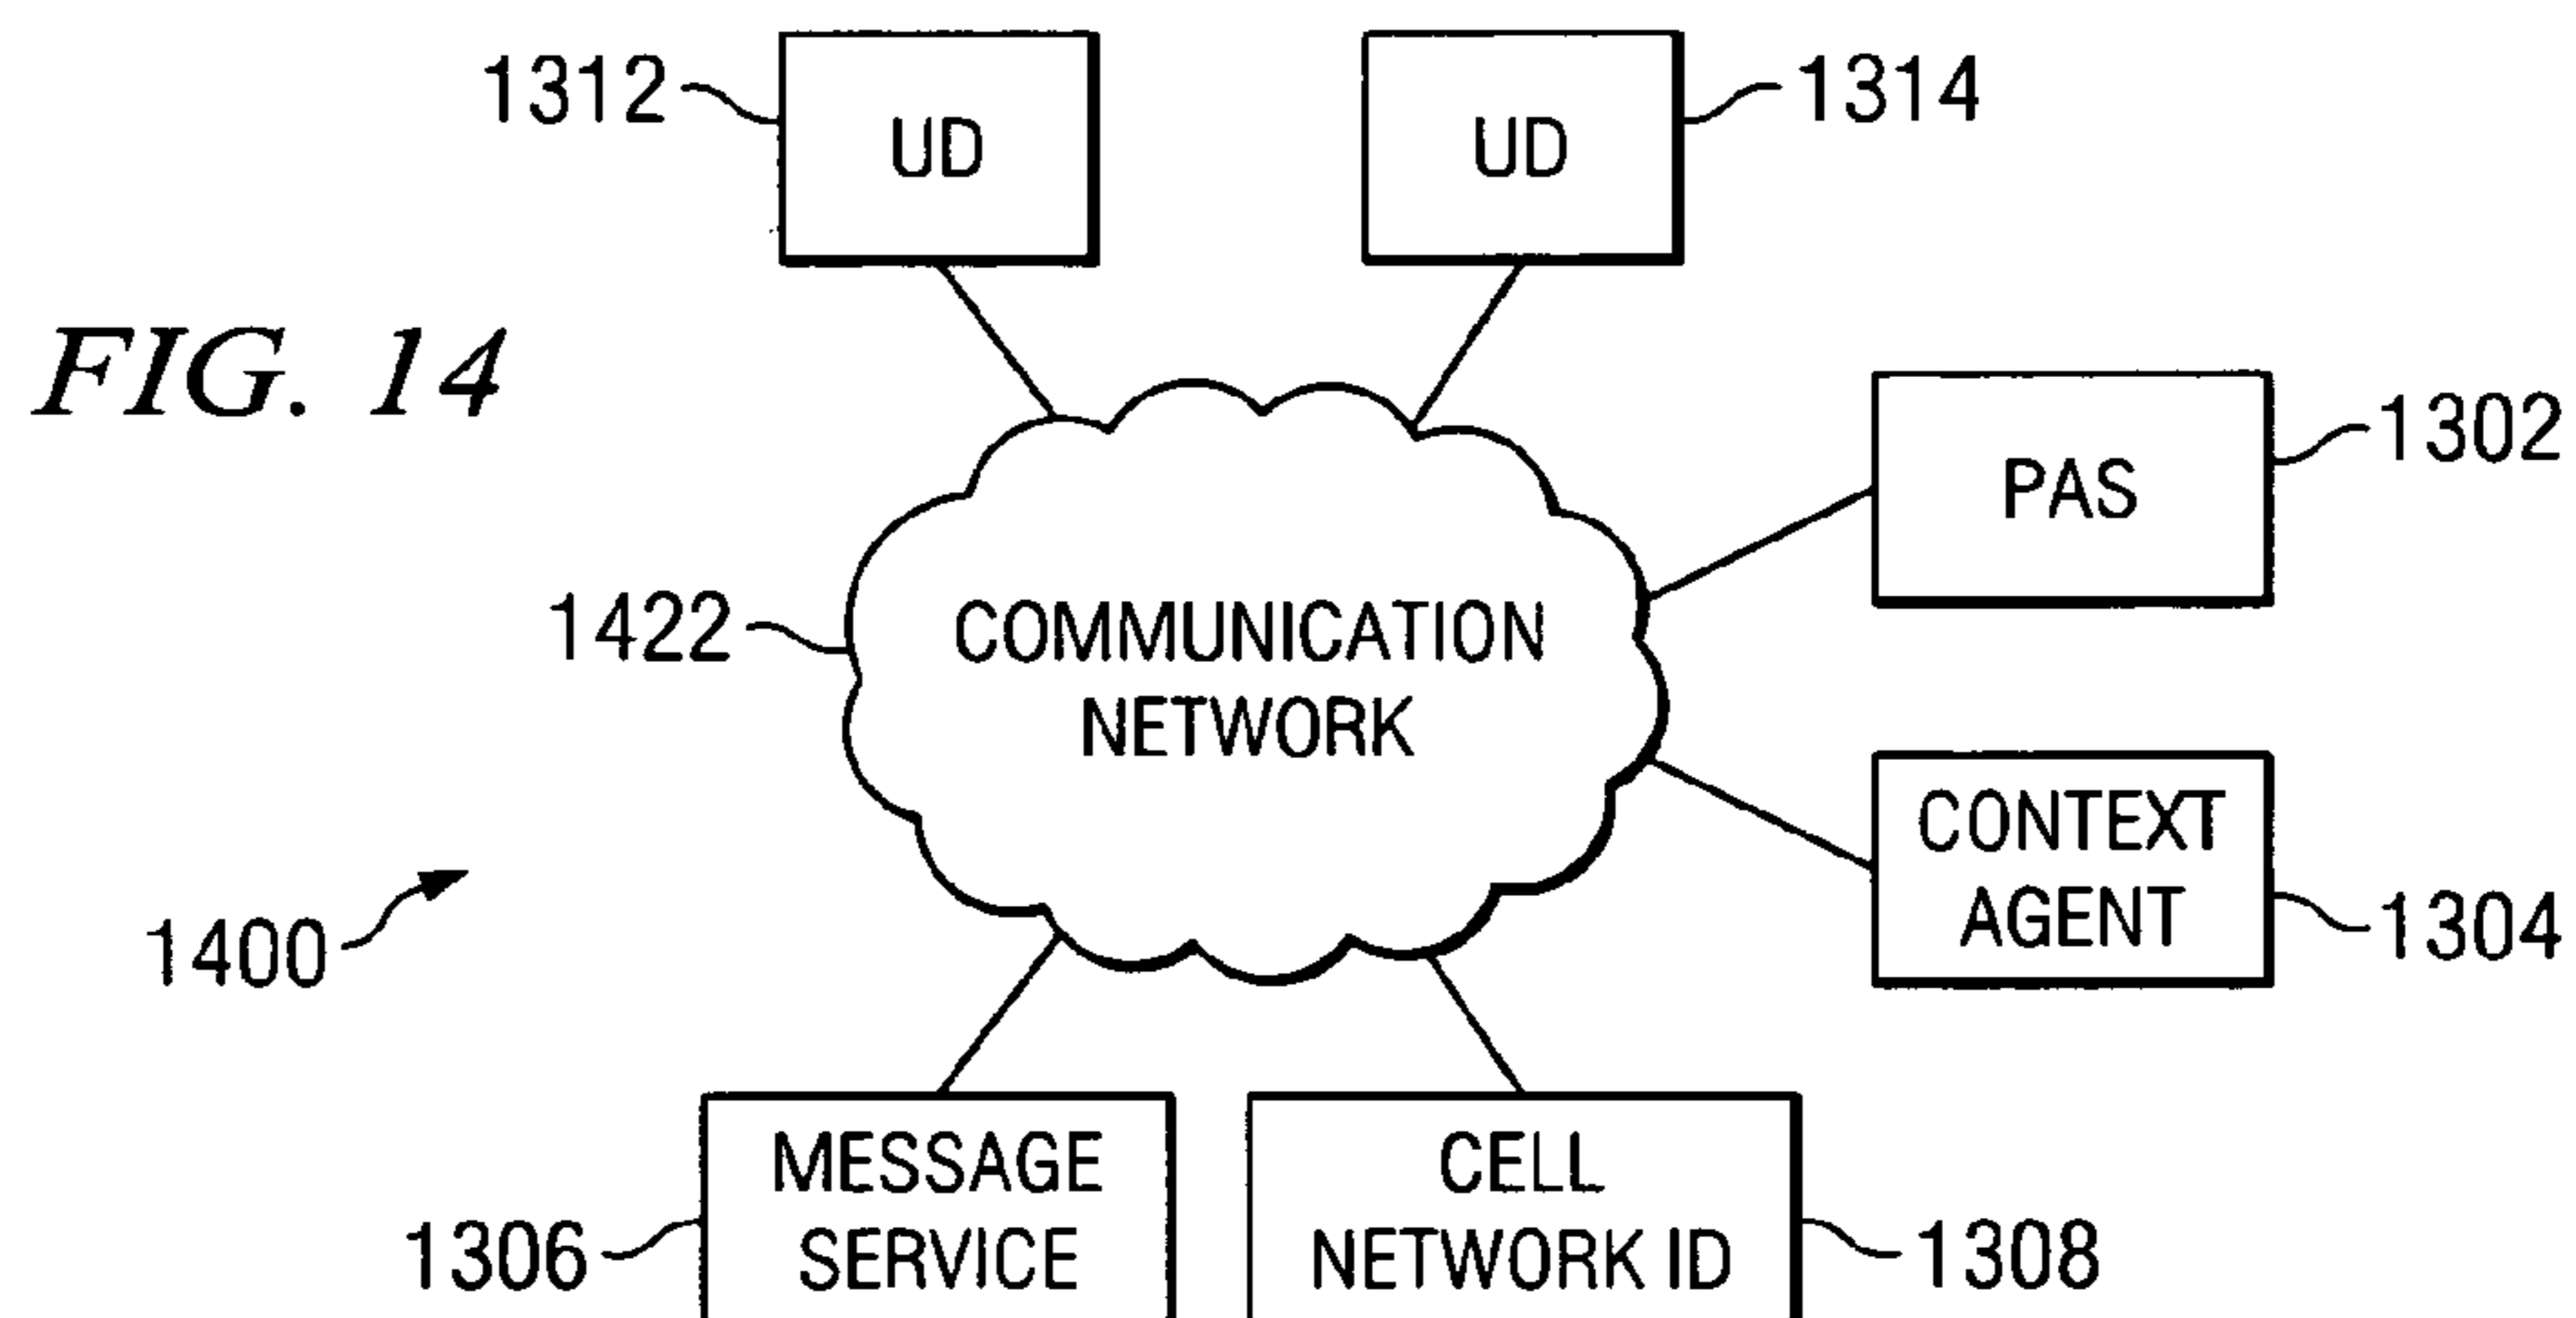 1312
UD
UD
1314
FIG. 14
PAS
1302
1422
COMMUNICATION
NETWORK
CONTEXT
AGENT
1304
1400
MESSAGE
SERVICE
1306
CELL
NETWORK ID
1308